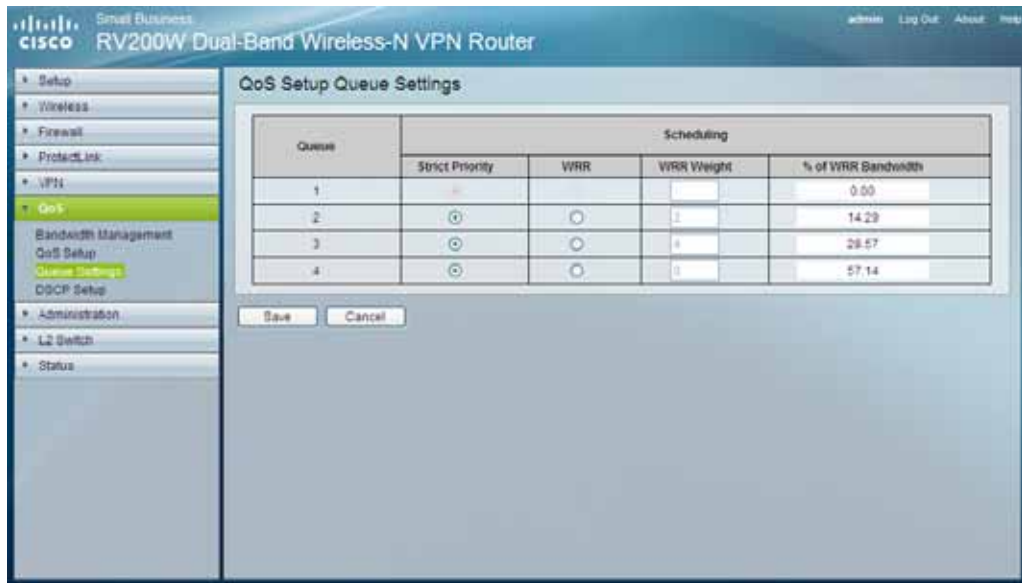 Small Business
CISCO RV200W Dual-Band Wireless-N VPN Router
admin Log Out About Help
Setup
Wireless
Firewall
ProtectLink
VPN
QoS
Bandwidth Management
QoS Setup
Queue Settings
DSCP Setup
Administration
L2 Switch
Status
QoS Setup Queue Settings
Queue Scheduling
Strict Priority WRR WRR Weight % of WRR Bandwidth
1 0.00
2 2 14.29
3 4 28.57
4 57.14
Save Cancel